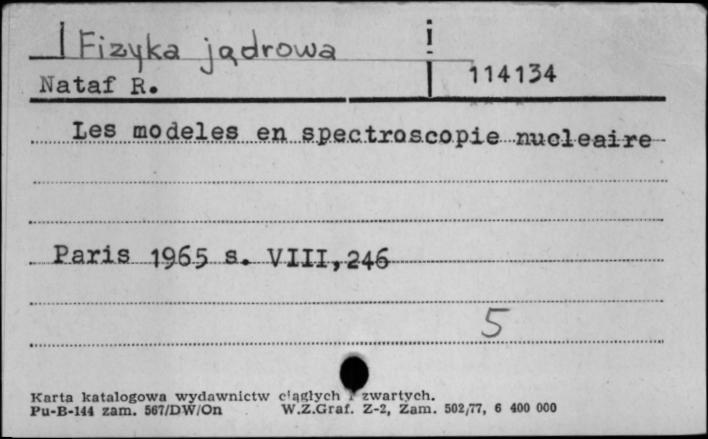 Fizyka jądrowa
Nataf R. 114134
Les modeles en spectroscopie nucleaire
Paris 1965 s. VIII,246
5
Karta katalogowa wydawnictw ciągłych i zwartych.
Pu-B-144 zam. 567/DW/On W.Z.Graf. Z-2, Zam. 502/77, 6 400 000